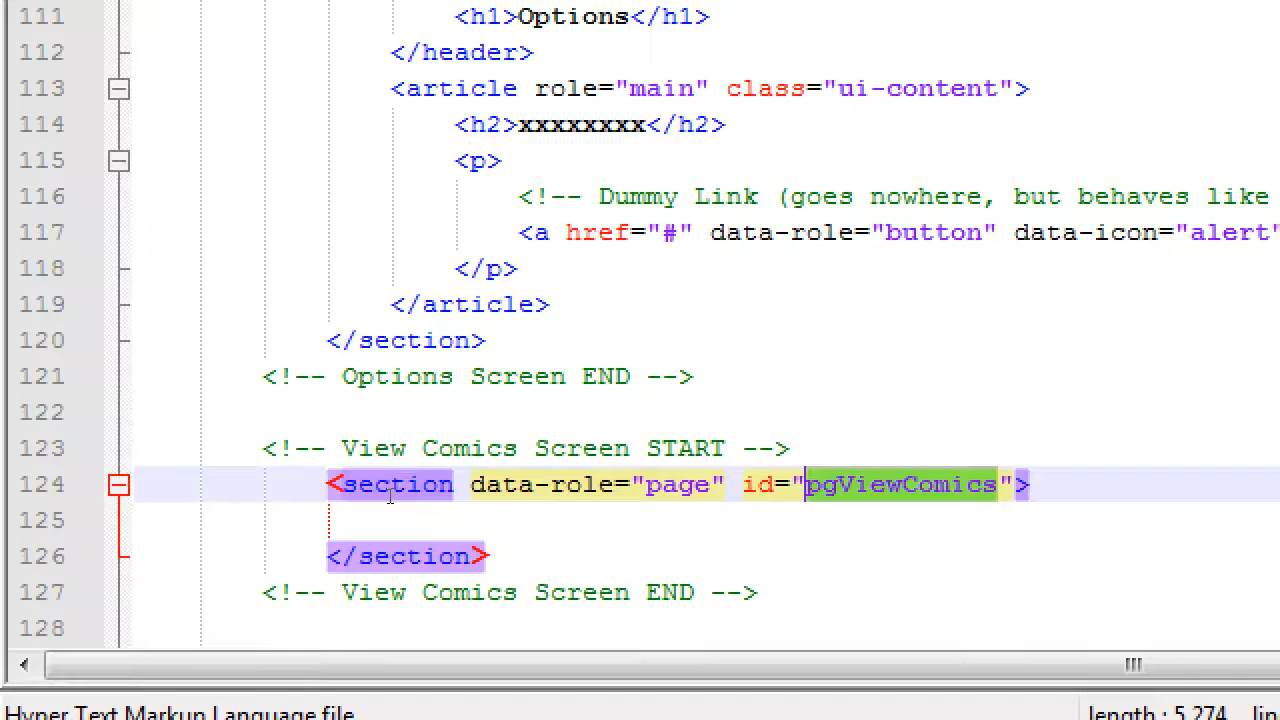 111 <h1>Options</h1>
112 </header>
113 <article role="main" class="ui-content">
114 <h2>xxxxxxxx</h2>
115 <p>
116 <!-- Dummy Link (goes nowhere, but behaves like
117 <a href="#" data-role="button" data-icon="alert"
118 </p>
119 </article>
120 </section>
121 <!-- Options Screen END -->
122
123 <!-- View Comics Screen START -->
124 <section data-role="page" id="pgViewComics">
125
126 </section>
127 <!-- View Comics Screen END -->
128
Hyper Text Markup Language file length : 5,274 lin